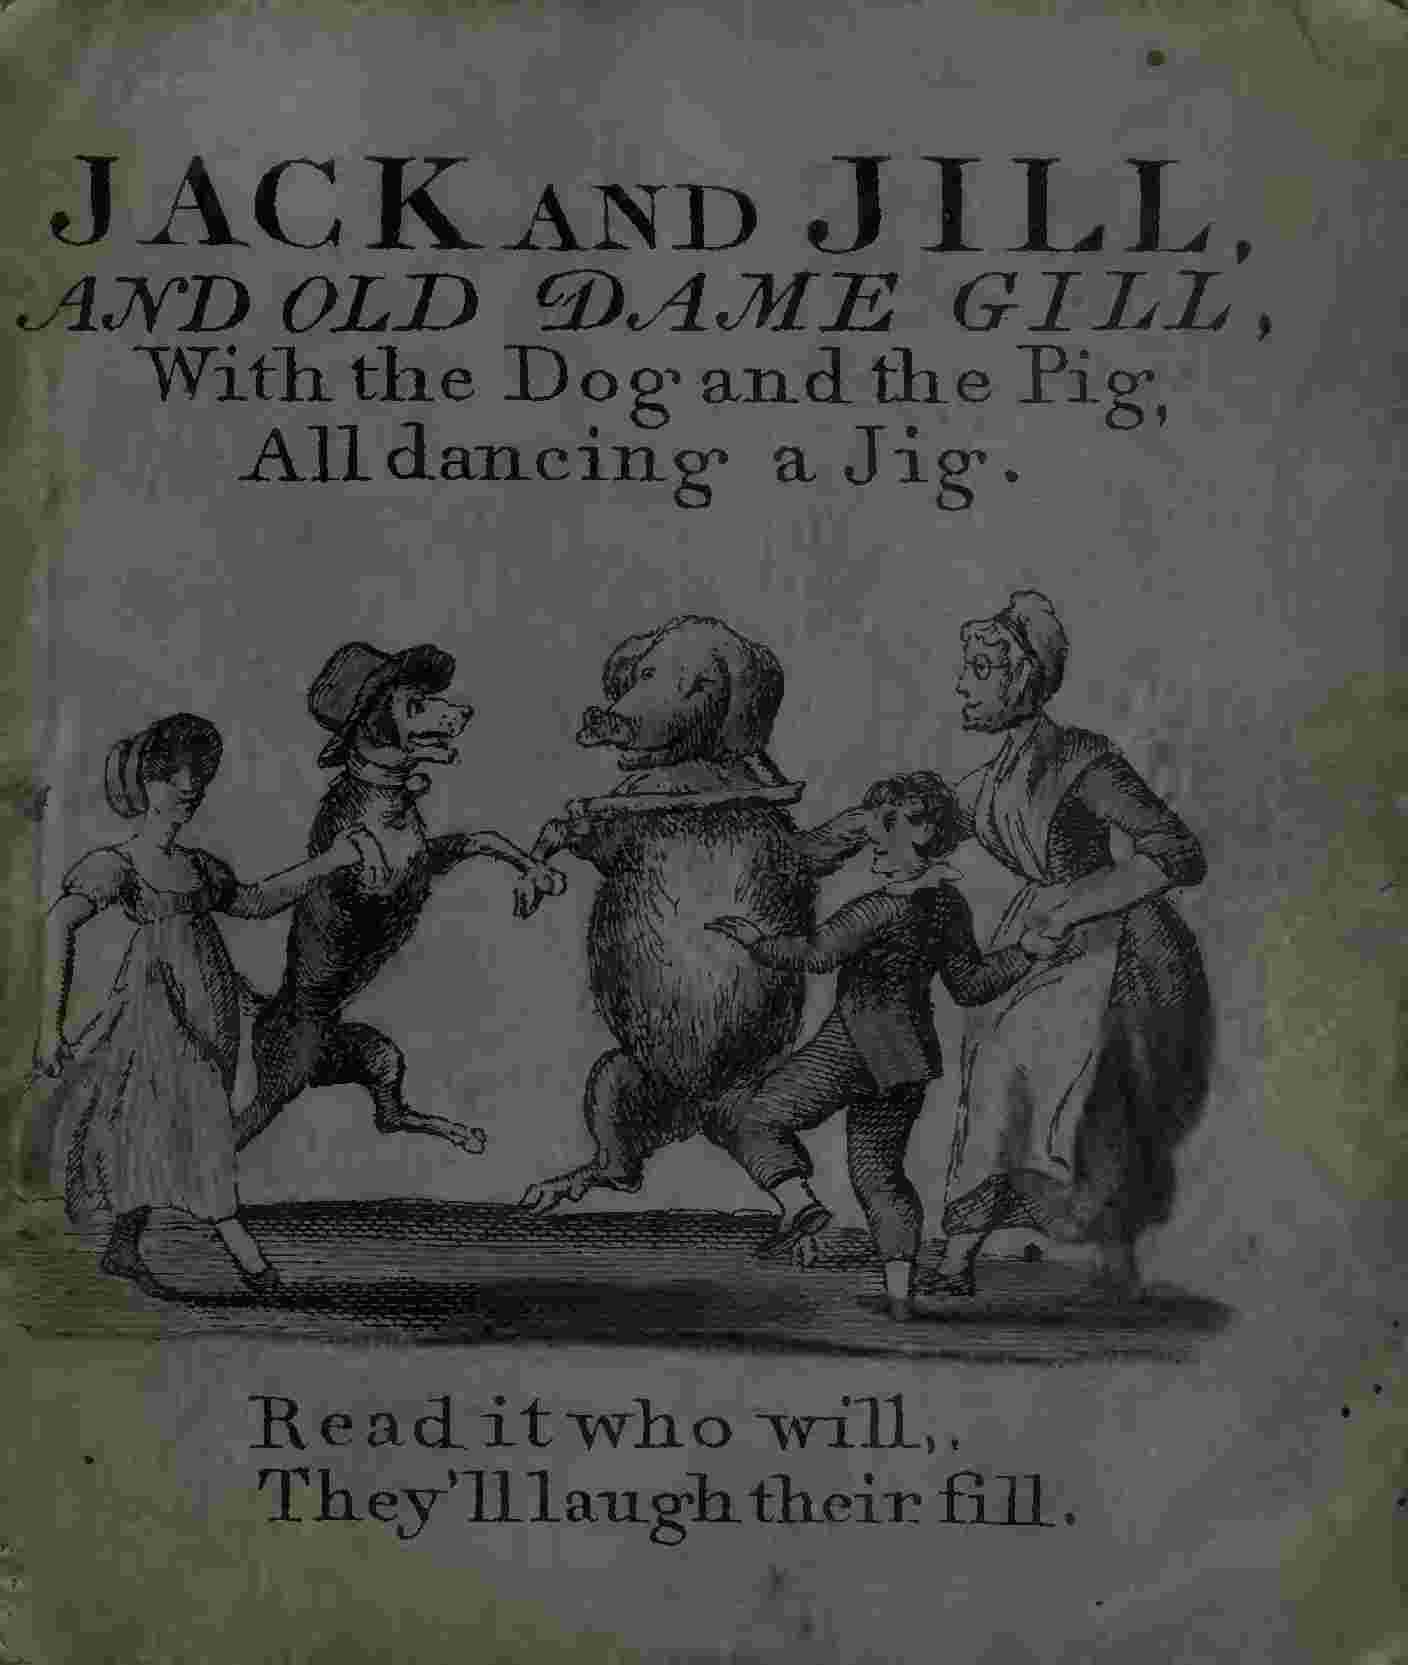 JACK AND JILL,
AND OLD DAME GILL,
With the Dog and the Pig,
All dancing a Jig.
Read it who will,.
They'll laugh their fill.